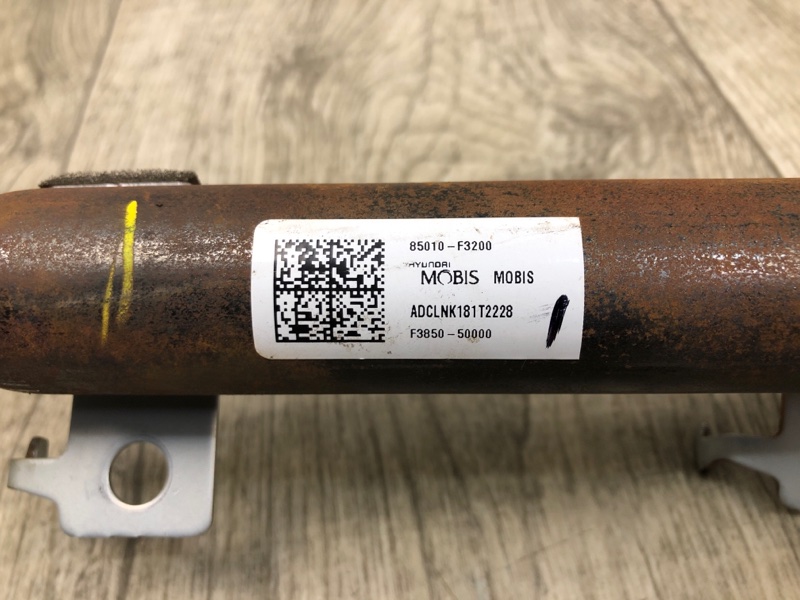 85010-F3200
HYUNDAI
MOBIS MOBIS
ADCLNK181T2228
F3850-50000